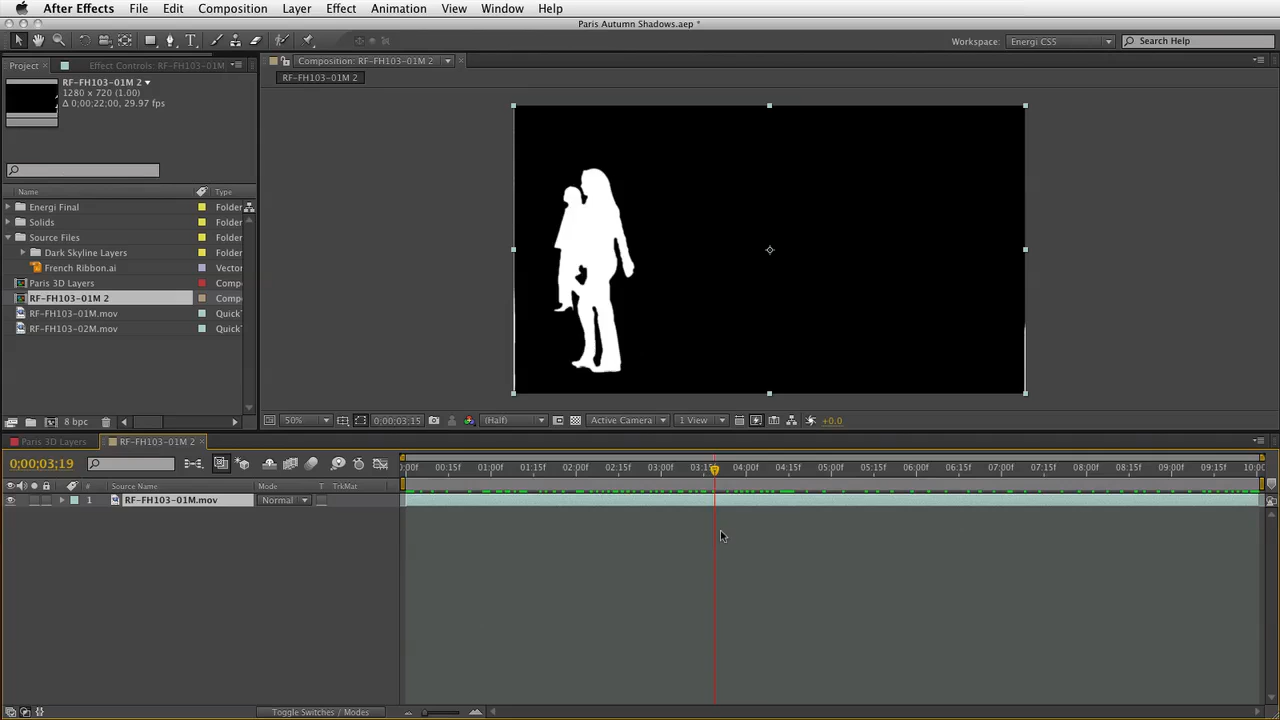 After Effects File Edit Composition Layer Effect Animation View Window Help
Paris Autumn Shadows.aep *
Workspace: Energi CS5 Search Help
Project × Effect Controls: RF-FH103-01M
Composition: RF-FH103-01M 2
RF-FH103-01M 2
RF-FH103-01M 2
1280 x 720 (1.00)
Δ 0;00;22;00, 29.97 fps
Name Type
Energi Final Folder
Solids Folder
Source Files Folder
Dark Skyline Layers Folder
French Ribbon.ai Vector
Paris 3D Layers Compo
RF-FH103-01M 2 Compo
RF-FH103-01M.mov Quick
RF-FH103-02M.mov Quick
8 bpc
50% 0;00;03;15 (Half) Active Camera 1 View +0.0
Paris 3D Layers RF-FH103-01M 2 ×
0;00;03;19
):00f 00:15f 01:00f 01:15f 02:00f 02:15f 03:00f 03:15f 04:00f 04:15f 05:00f 05:15f 06:00f 06:15f 07:00f 07:15f 08:00f 08:15f 09:00f 09:15f 10:00
# Source Name Mode T TrkMat
1 RF-FH103-01M.mov Normal
Toggle Switches / Modes